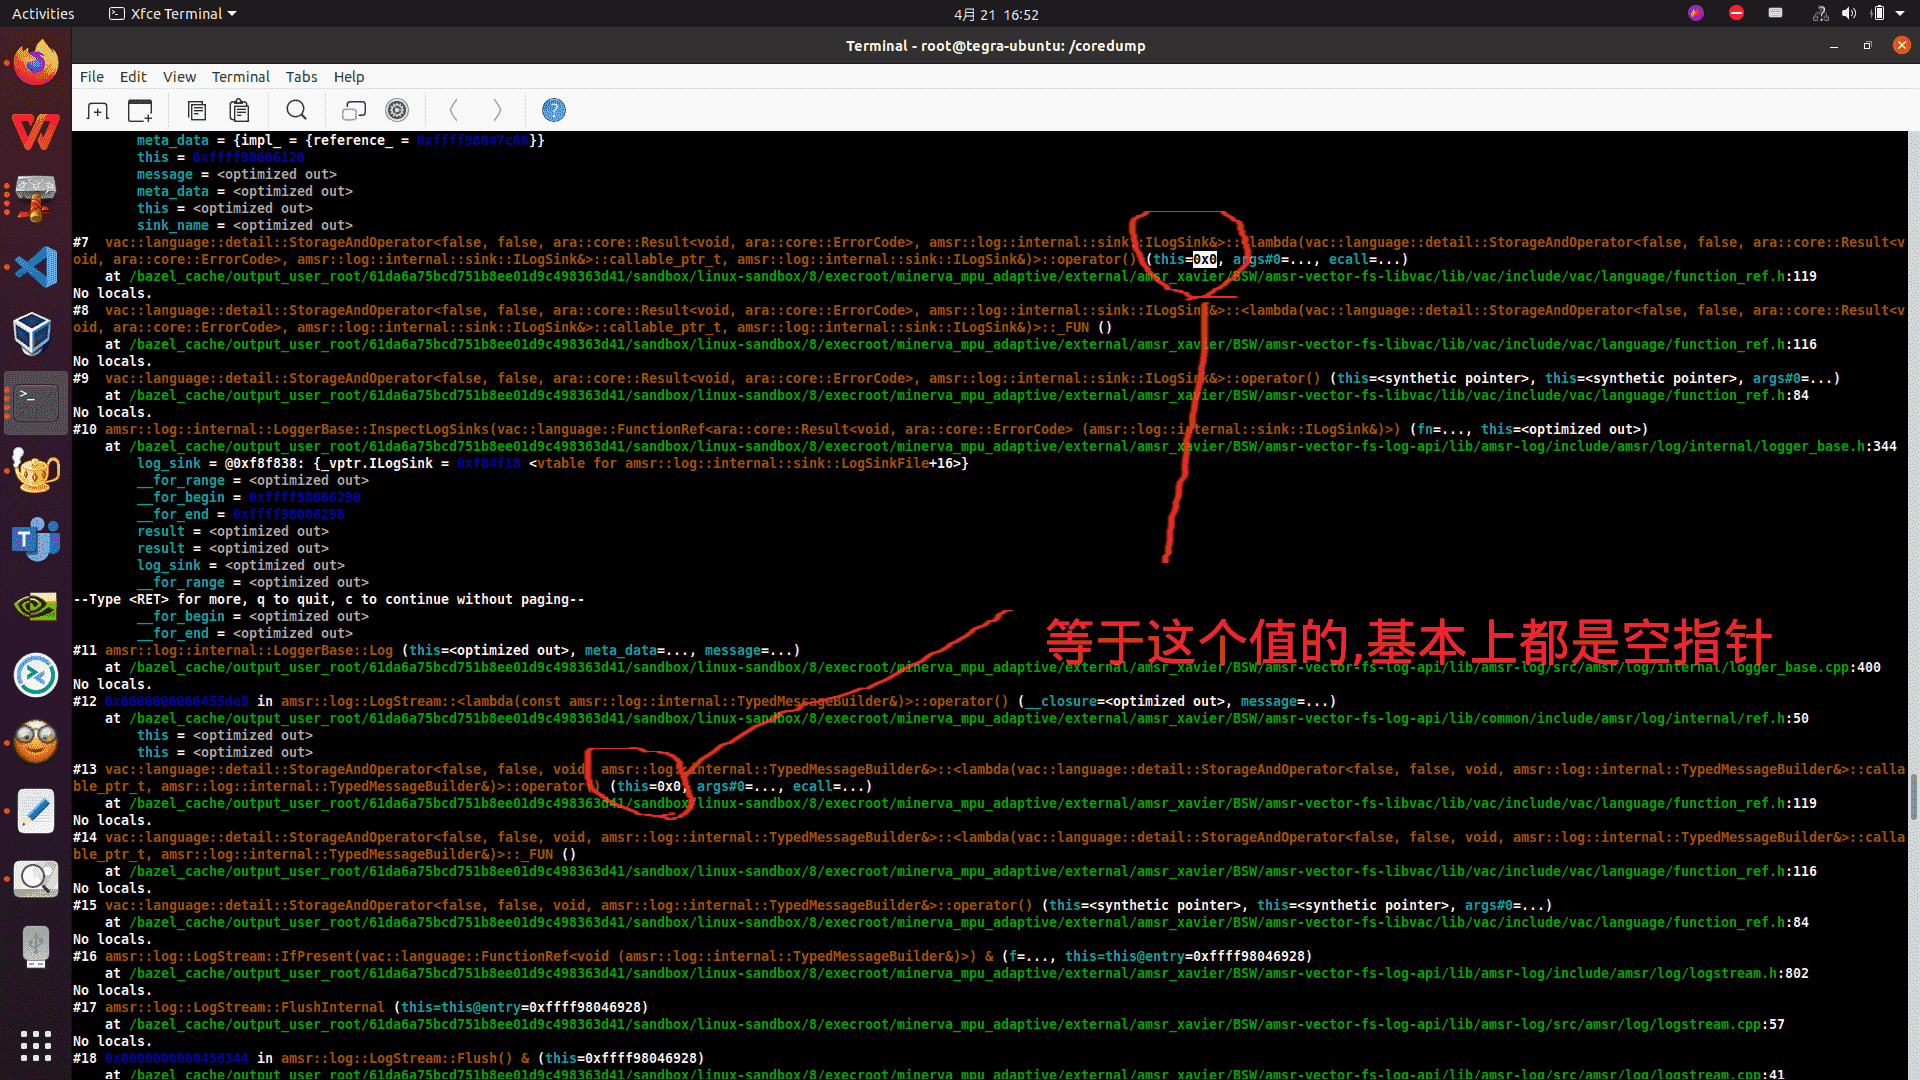 Activities
Xfce Terminal
4月 21 16:52
Terminal - root@tegra-ubuntu: /coredump
File Edit View Terminal Tabs Help
meta_data = {impl_ = {reference_ = 0xffff98047c08}}
this = 0xffff98006120
message = <optimized out>
meta_data = <optimized out>
this = <optimized out>
sink_name = <optimized out>
#7 vac::language::detail::StorageAndOperator<false, false, ara::core::Result<void, ara::core::ErrorCode>, amsr::log::internal::sink::ILogSink&>::<lambda(vac::language::detail::StorageAndOperator<false, false, ara::core::Result<v
oid, ara::core::ErrorCode>, amsr::log::internal::sink::ILogSink&>::callable_ptr_t, amsr::log::internal::sink::ILogSink&)>::operator() (this=0x0, args#0=..., ecall=...)
at /bazel_cache/output_user_root/61da6a75bcd751b8ee01d9c498363d41/sandbox/linux-sandbox/8/execroot/minerva_mpu_adaptive/external/amsr_xavier/BSW/amsr-vector-fs-libvac/lib/vac/include/vac/language/function_ref.h:119
No locals.
#8 vac::language::detail::StorageAndOperator<false, false, ara::core::Result<void, ara::core::ErrorCode>, amsr::log::internal::sink::ILogSink&>::<lambda(vac::language::detail::StorageAndOperator<false, false, ara::core::Result<v
oid, ara::core::ErrorCode>, amsr::log::internal::sink::ILogSink&>::callable_ptr_t, amsr::log::internal::sink::ILogSink&)>::_FUN ()
at /bazel_cache/output_user_root/61da6a75bcd751b8ee01d9c498363d41/sandbox/linux-sandbox/8/execroot/minerva_mpu_adaptive/external/amsr_xavier/BSW/amsr-vector-fs-libvac/lib/vac/include/vac/language/function_ref.h:116
No locals.
#9 vac::language::detail::StorageAndOperator<false, false, ara::core::Result<void, ara::core::ErrorCode>, amsr::log::internal::sink::ILogSink&>::operator() (this=<synthetic pointer>, this=<synthetic pointer>, args#0=...)
at /bazel_cache/output_user_root/61da6a75bcd751b8ee01d9c498363d41/sandbox/linux-sandbox/8/execroot/minerva_mpu_adaptive/external/amsr_xavier/BSW/amsr-vector-fs-libvac/lib/vac/include/vac/language/function_ref.h:84
No locals.
#10 amsr::log::internal::LoggerBase::InspectLogSinks(vac::language::FunctionRef<ara::core::Result<void, ara::core::ErrorCode> (amsr::log::internal::sink::ILogSink&)>) (fn=..., this=<optimized out>)
at /bazel_cache/output_user_root/61da6a75bcd751b8ee01d9c498363d41/sandbox/linux-sandbox/8/execroot/minerva_mpu_adaptive/external/amsr_xavier/BSW/amsr-vector-fs-log-api/lib/amsr-log/include/amsr/log/internal/logger_base.h:344
log_sink = @0xf8f838: {_vptr.ILogSink = 0xf84f18 <vtable for amsr::log::internal::sink::LogSinkFile+16>}
__for_range = <optimized out>
__for_begin = 0xffff98006290
__for_end = 0xffff98006298
result = <optimized out>
result = <optimized out>
log_sink = <optimized out>
__for_range = <optimized out>
--Type <RET> for more, q to quit, c to continue without paging--
__for_begin = <optimized out>
__for_end = <optimized out>
等于这个值的,基本上都是空指针
#11 amsr::log::internal::LoggerBase::Log (this=<optimized out>, meta_data=..., message=...)
at /bazel_cache/output_user_root/61da6a75bcd751b8ee01d9c498363d41/sandbox/linux-sandbox/8/execroot/minerva_mpu_adaptive/external/amsr_xavier/BSW/amsr-vector-fs-log-api/lib/amsr-log/src/amsr/log/internal/logger_base.cpp:400
No locals.
#12 0x0000000000455de8 in amsr::log::LogStream::<lambda(const amsr::log::internal::TypedMessageBuilder&)>::operator() (__closure=<optimized out>, message=...)
at /bazel_cache/output_user_root/61da6a75bcd751b8ee01d9c498363d41/sandbox/linux-sandbox/8/execroot/minerva_mpu_adaptive/external/amsr_xavier/BSW/amsr-vector-fs-log-api/lib/common/include/amsr/log/internal/ref.h:50
this = <optimized out>
this = <optimized out>
#13 vac::language::detail::StorageAndOperator<false, false, void, amsr::log::internal::TypedMessageBuilder&>::<lambda(vac::language::detail::StorageAndOperator<false, false, void, amsr::log::internal::TypedMessageBuilder&>::calla
ble_ptr_t, amsr::log::internal::TypedMessageBuilder&)>::operator() (this=0x0, args#0=..., ecall=...)
at /bazel_cache/output_user_root/61da6a75bcd751b8ee01d9c498363d41/sandbox/linux-sandbox/8/execroot/minerva_mpu_adaptive/external/amsr_xavier/BSW/amsr-vector-fs-libvac/lib/vac/include/vac/language/function_ref.h:119
No locals.
#14 vac::language::detail::StorageAndOperator<false, false, void, amsr::log::internal::TypedMessageBuilder&>::<lambda(vac::language::detail::StorageAndOperator<false, false, void, amsr::log::internal::TypedMessageBuilder&>::calla
ble_ptr_t, amsr::log::internal::TypedMessageBuilder&)>::_FUN ()
at /bazel_cache/output_user_root/61da6a75bcd751b8ee01d9c498363d41/sandbox/linux-sandbox/8/execroot/minerva_mpu_adaptive/external/amsr_xavier/BSW/amsr-vector-fs-libvac/lib/vac/include/vac/language/function_ref.h:116
No locals.
#15 vac::language::detail::StorageAndOperator<false, false, void, amsr::log::internal::TypedMessageBuilder&>::operator() (this=<synthetic pointer>, this=<synthetic pointer>, args#0=...)
at /bazel_cache/output_user_root/61da6a75bcd751b8ee01d9c498363d41/sandbox/linux-sandbox/8/execroot/minerva_mpu_adaptive/external/amsr_xavier/BSW/amsr-vector-fs-libvac/lib/vac/include/vac/language/function_ref.h:84
No locals.
#16 amsr::log::LogStream::IfPresent(vac::language::FunctionRef<void (amsr::log::internal::TypedMessageBuilder&)>) & (f=..., this=this@entry=0xffff98046928)
at /bazel_cache/output_user_root/61da6a75bcd751b8ee01d9c498363d41/sandbox/linux-sandbox/8/execroot/minerva_mpu_adaptive/external/amsr_xavier/BSW/amsr-vector-fs-log-api/lib/amsr-log/include/amsr/log/logstream.h:802
No locals.
#17 amsr::log::LogStream::FlushInternal (this=this@entry=0xffff98046928)
at /bazel_cache/output_user_root/61da6a75bcd751b8ee01d9c498363d41/sandbox/linux-sandbox/8/execroot/minerva_mpu_adaptive/external/amsr_xavier/BSW/amsr-vector-fs-log-api/lib/amsr-log/src/amsr/log/logstream.cpp:57
No locals.
#18 0x0000000000456344 in amsr::log::LogStream::Flush() & (this=0xffff98046928)
at /bazel_cache/output_user_root/61da6a75bcd751b8ee01d9c498363d41/sandbox/linux-sandbox/8/execroot/minerva_mpu_adaptive/external/amsr_xavier/BSW/amsr-vector-fs-log-api/lib/amsr-log/src/amsr/log/logstream.cpp:41